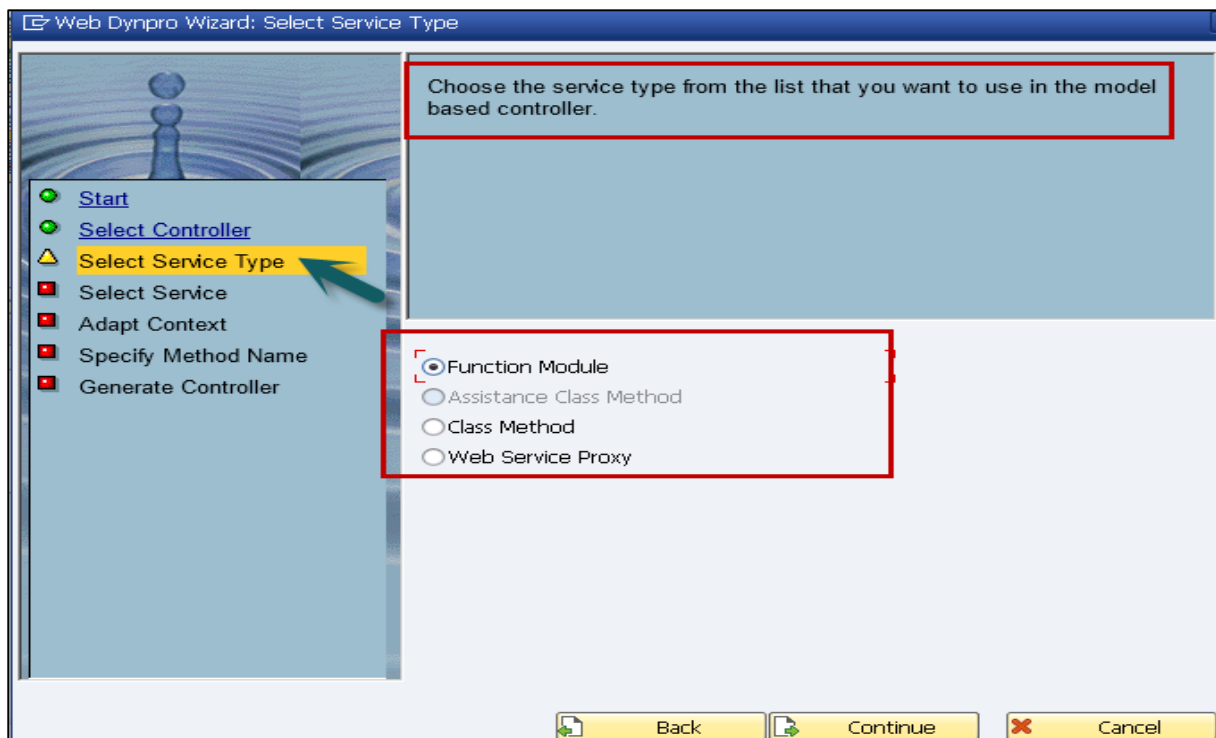 Web Dynpro Wizard: Select Service Type
Choose the service type from the list that you want to use in the model
based controller.
Start
Select Controller
Select Service Type
Select Service
Adapt Context
Specify Method Name
Generate Controller
Function Module
Assistance Class Method
Class Method
Web Service Proxy
Back
Continue
Cancel